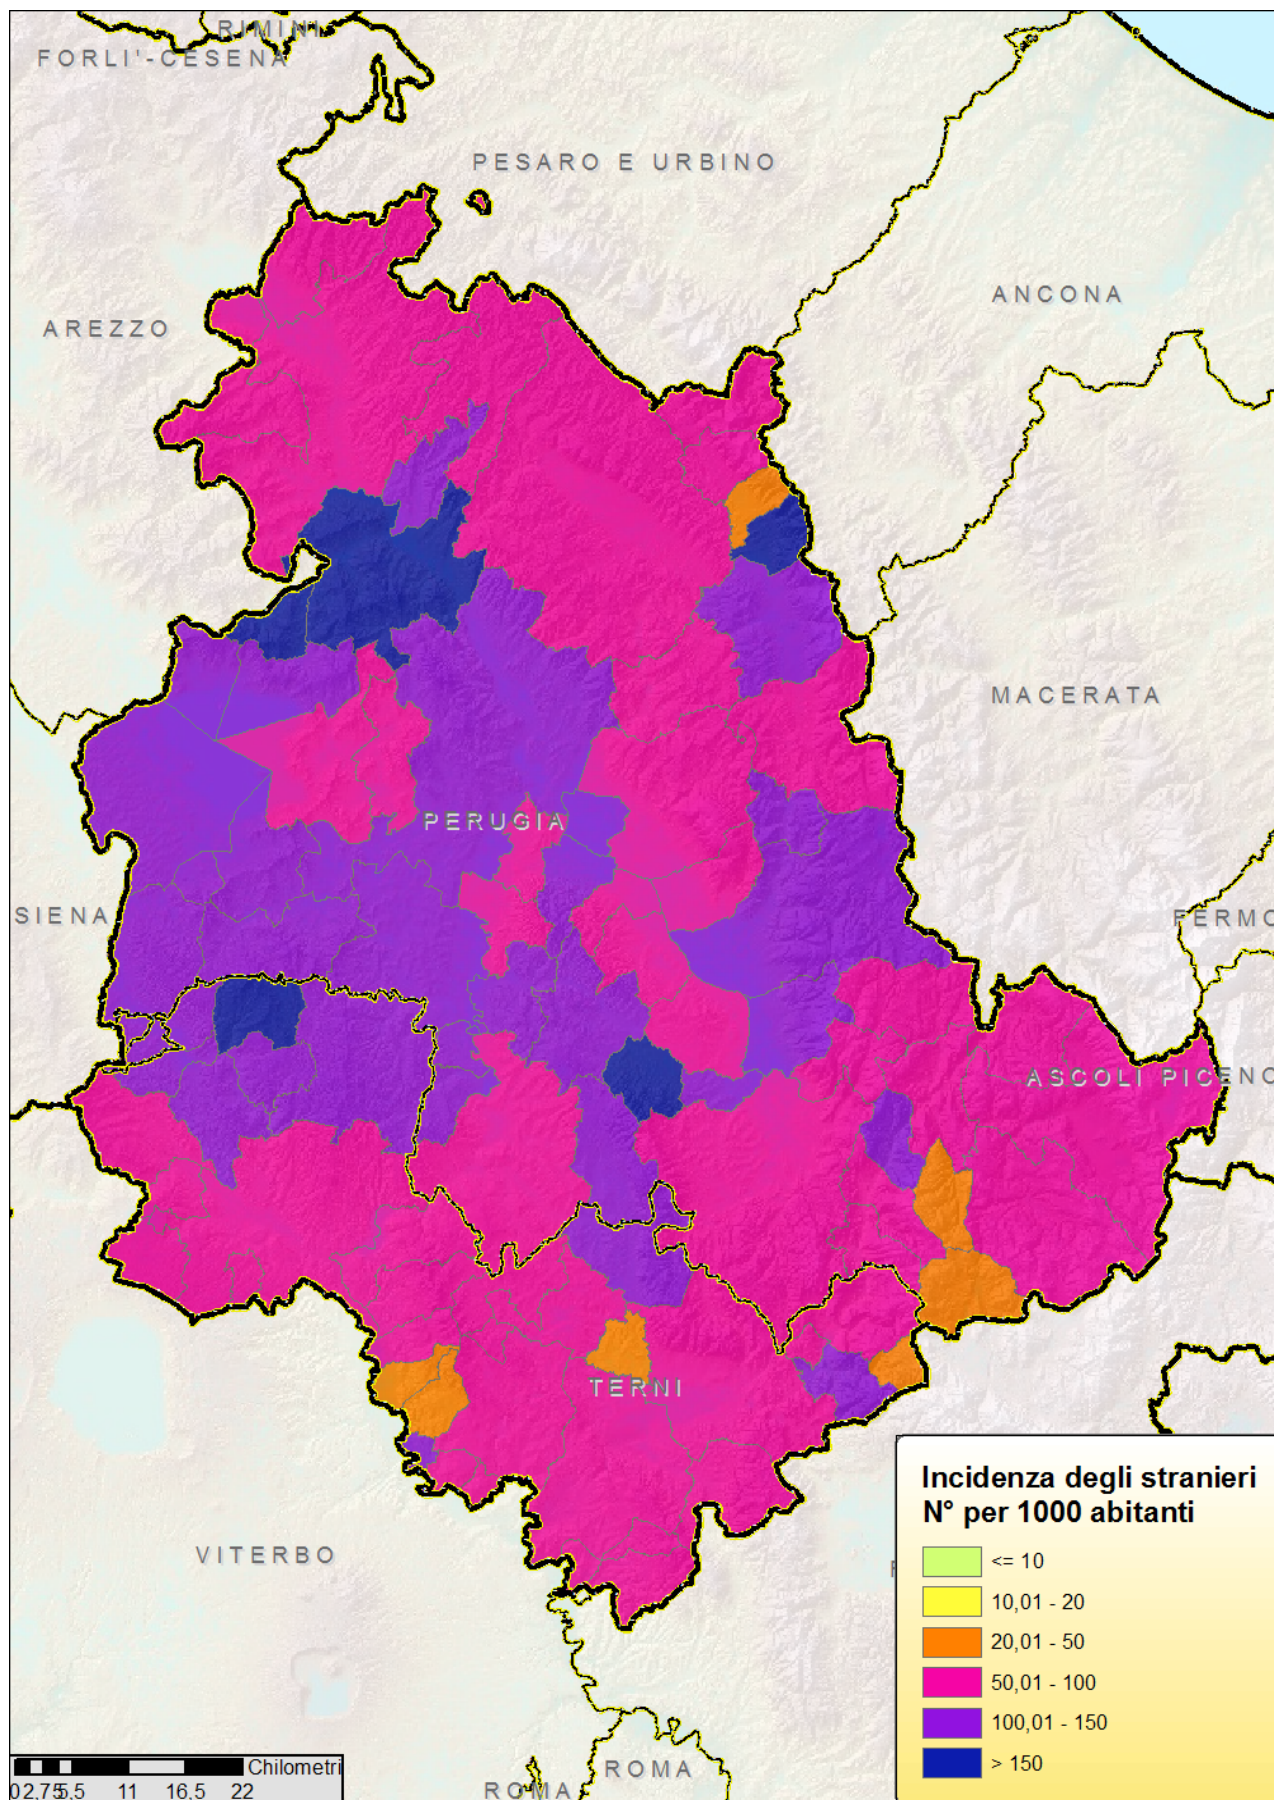 RIMINI
FORLI'-CESENA
PESARO E URBINO
ANCONA
AREZZO
MACERATA
PERUGIA
SIENA
FERMO
ASCOLI PICENO
TERNI
VITERBO
ROMA
ROMA
Incidenza degli stranieri
N° per 1000 abitanti
<= 10
10,01 - 20
20,01 - 50
50,01 - 100
100,01 - 150
> 150
Chilometri
0 2,75 5,5 11 16,5 22